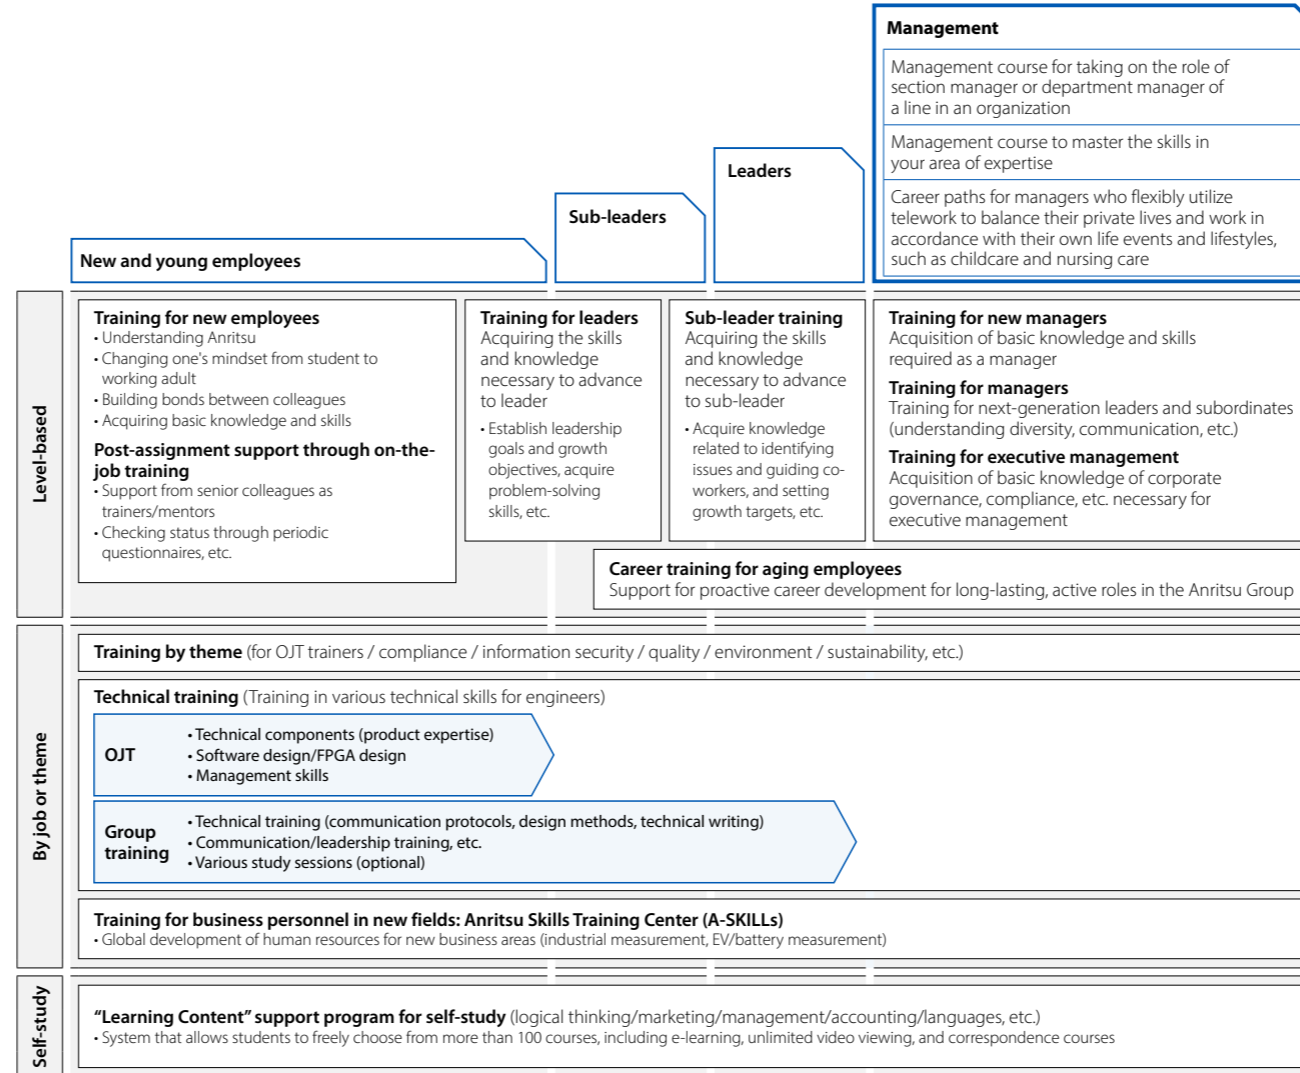 Management
Management course for taking on the role of
section manager or department manager of
a line in an organization
Management course to master the skills in
your area of expertise
Career paths for managers who flexibly utilize
telework to balance their private lives and work in
accordance with their own life events and lifestyles,
such as childcare and nursing care
Leaders
Sub-leaders
New and young employees
Level-based
Training for new employees
• Understanding Anritsu
• Changing one's mindset from student to
working adult
• Building bonds between colleagues
• Acquiring basic knowledge and skills
Post-assignment support through on-the-
job training
• Support from senior colleagues as
trainers/mentors
• Checking status through periodic
questionnaires, etc.
Training for leaders
Acquiring the skills
and knowledge
necessary to advance
to leader
• Establish leadership
goals and growth
objectives, acquire
problem-solving
skills, etc.
Sub-leader training
Acquiring the skills
and knowledge
necessary to advance
to sub-leader
• Acquire knowledge
related to identifying
issues and guiding co-
workers, and setting
growth targets, etc.
Training for new managers
Acquisition of basic knowledge and skills
required as a manager
Training for managers
Training for next-generation leaders and subordinates
(understanding diversity, communication, etc.)
Training for executive management
Acquisition of basic knowledge of corporate
governance, compliance, etc. necessary for
executive management
Career training for aging employees
Support for proactive career development for long-lasting, active roles in the Anritsu Group
By job or theme
Training by theme (for OJT trainers / compliance / information security / quality / environment / sustainability, etc.)
Technical training (Training in various technical skills for engineers)
OJT
• Technical components (product expertise)
• Software design/FPGA design
• Management skills
Group
training
• Technical training (communication protocols, design methods, technical writing)
• Communication/leadership training, etc.
• Various study sessions (optional)
Training for business personnel in new fields: Anritsu Skills Training Center (A-SKILLs)
• Global development of human resources for new business areas (industrial measurement, EV/battery measurement)
Self-study
“Learning Content” support program for self-study (logical thinking/marketing/management/accounting/languages, etc.)
• System that allows students to freely choose from more than 100 courses, including e-learning, unlimited video viewing, and correspondence courses